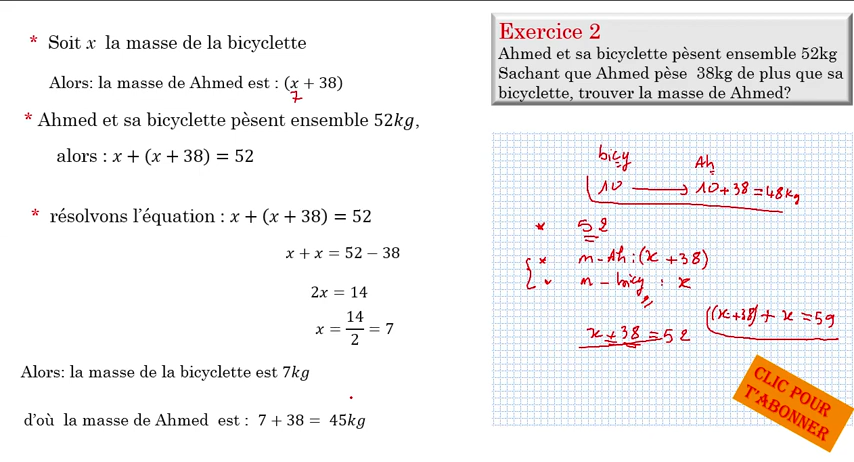 * Soit x la masse de la bicyclette
Alors: la masse de Ahmed est : (x + 38)
7
* Ahmed et sa bicyclette pèsent ensemble 52kg,
alors : x + (x + 38) = 52
* résolvons l'équation : x + (x + 38) = 52
x + x = 52 − 38
2x = 14
x = 14/2 = 7
Alors: la masse de la bicyclette est 7kg
d'où la masse de Ahmed est : 7 + 38 = 45kg
Exercice 2
Ahmed et sa bicyclette pèsent ensemble 52kg
Sachant que Ahmed pèse 38kg de plus que sa
bicyclette, trouver la masse de Ahmed?
bicy Ah
10 → 10+38=48kg
* 52
* m-Ah : (x+38)
* m-bicy : x
x+38=52
(x+38)+x=59
CLIC POUR
T'ABONNER